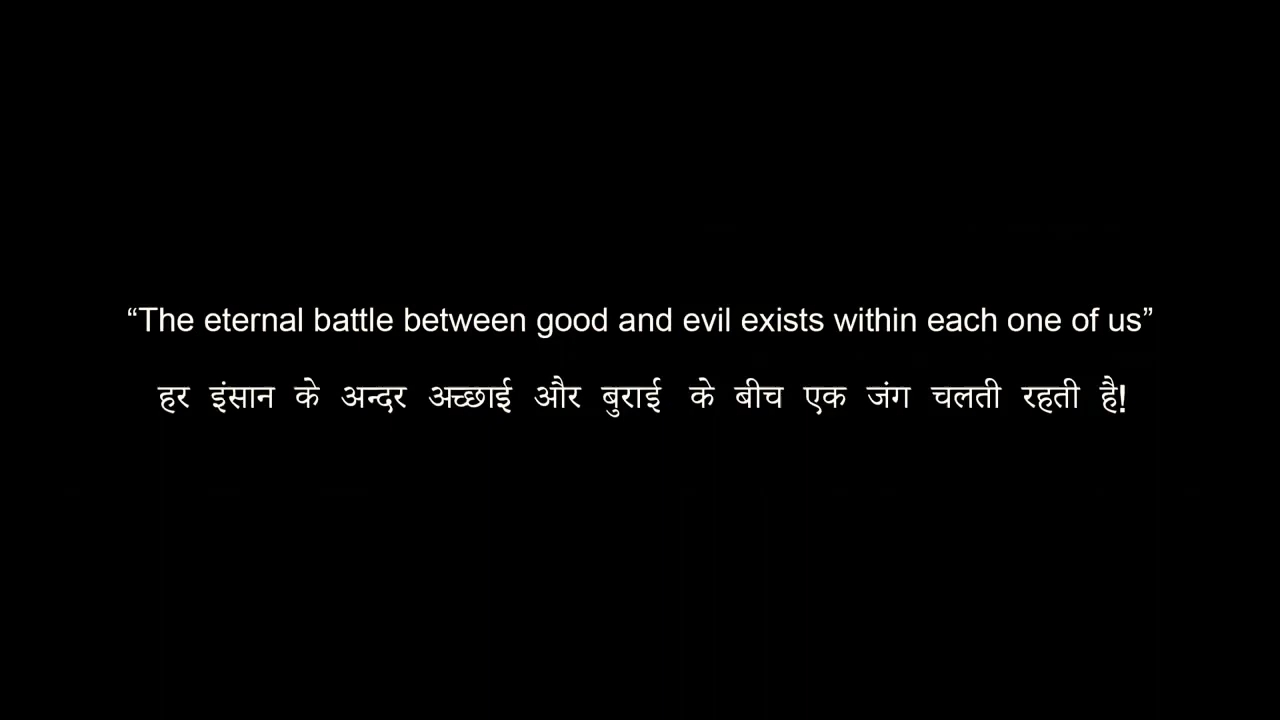 “The eternal battle between good and evil exists within each one of us”
हर इंसान के अन्दर अच्छाई और बुराई के बीच एक जंग चलती रहती है!